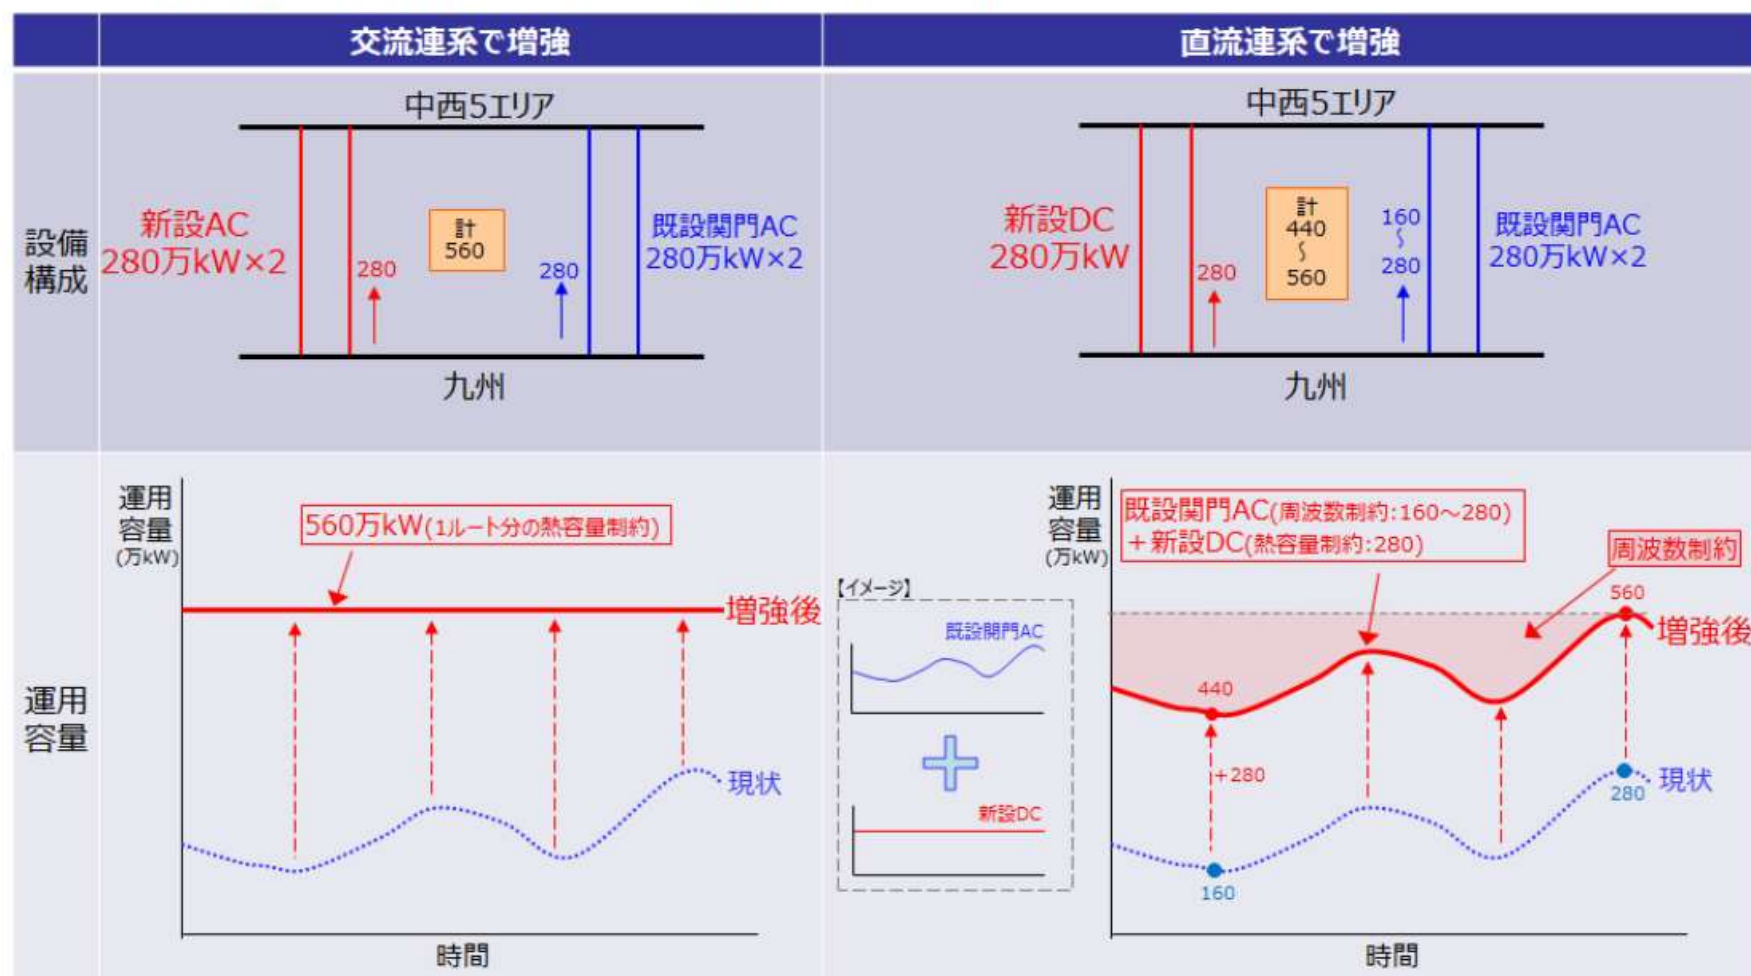 交流連系で増強
直流連系で増強
設備
構成
中西5エリア
新設AC
280万kW×2
280
計
560
280
既設関門AC
280万kW×2
九州
中西5エリア
新設DC
280万kW
280
計
440
~
560
160
~
280
既設関門AC
280万kW×2
九州
運用
容量
運用
容量
(万kW)
560万kW(1ルート分の熱容量制約)
増強後
現状
時間
【イメージ】
既設関門AC
新設DC
運用
容量
(万kW)
既設関門AC(周波数制約:160~280)
+新設DC(熱容量制約:280)
周波数制約
560
増強後
440
+280
現状
280
160
時間